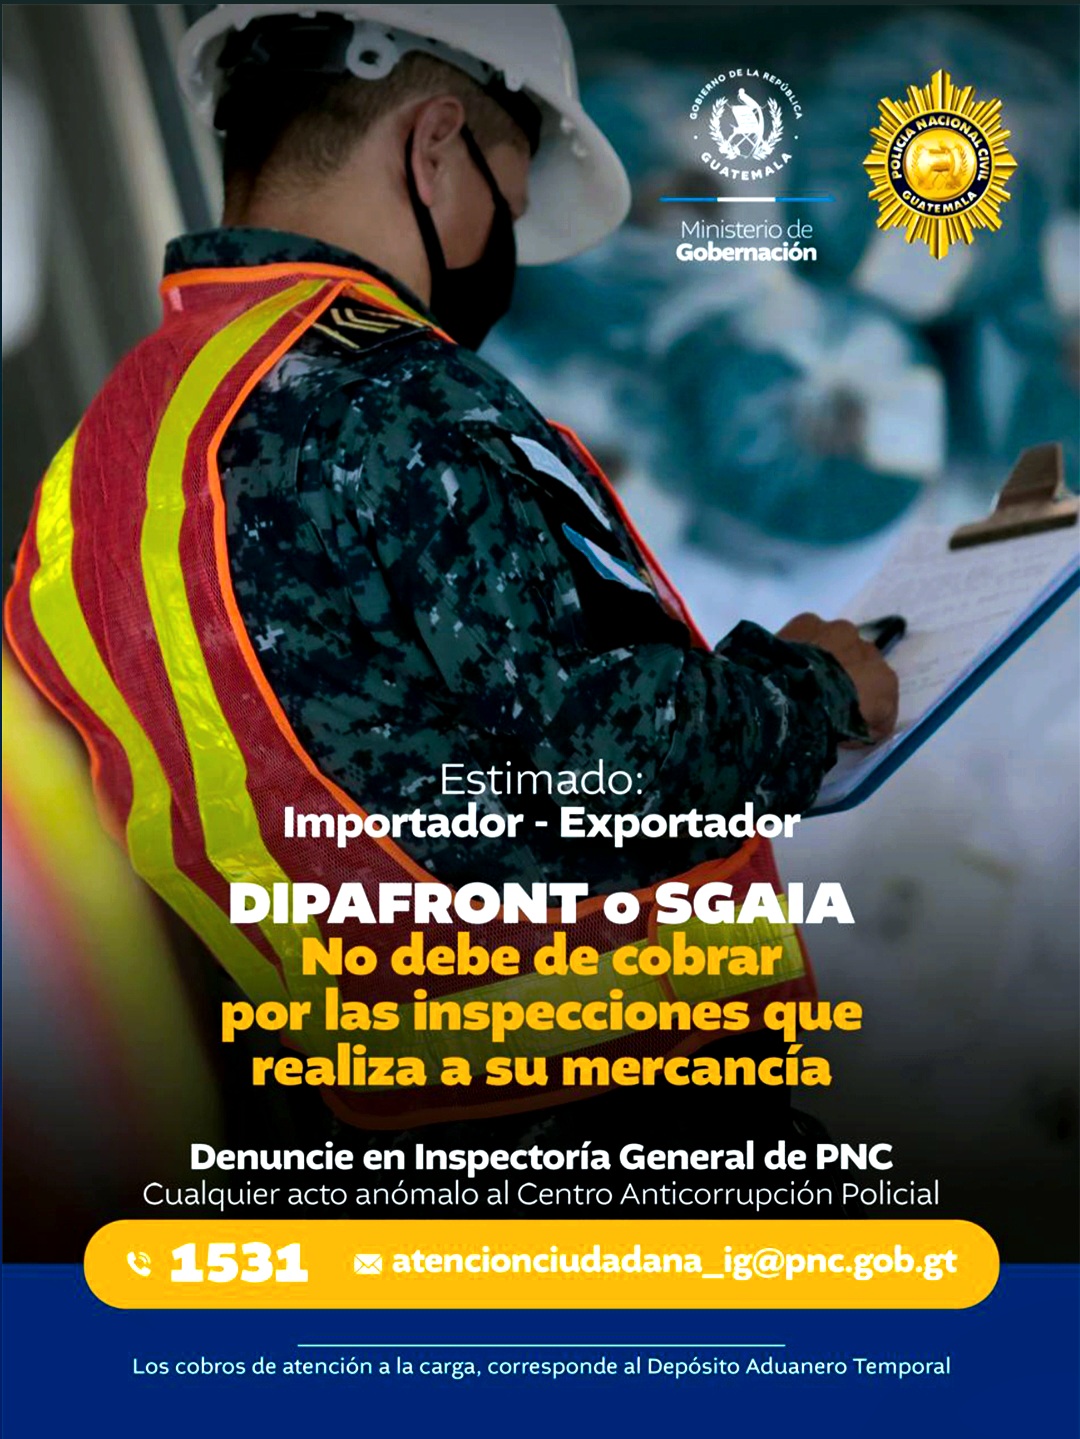 GOBIERNO DE LA REPÚBLICA
GUATEMALA
Ministerio de
Gobernación
POLICIA NACIONAL CIVIL
GUATEMALA
Estimado:
Importador - Exportador
DIPAFRONT o SGAIA
No debe de cobrar
por las inspecciones que
realiza a su mercancía
Denuncie en Inspectoría General de PNC
Cualquier acto anómalo al Centro Anticorrupción Policial
1531 atencionciudadana_ig@pnc.gob.gt
Los cobros de atención a la carga, corresponde al Depósito Aduanero Temporal